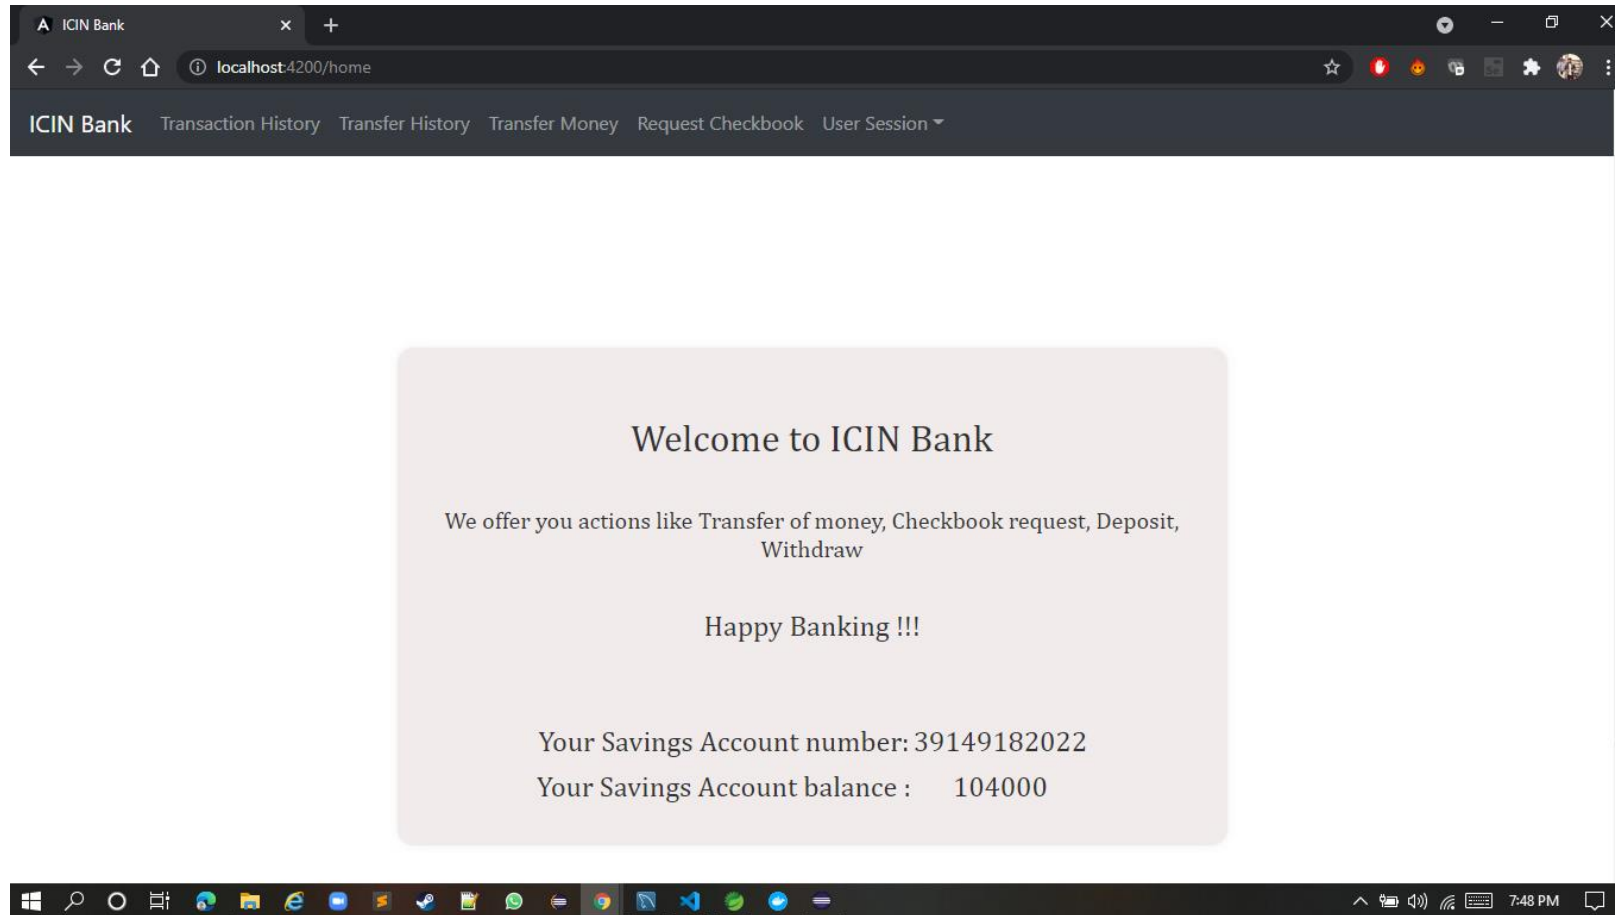 ICIN Bank
localhost:4200/home
ICIN Bank Transaction History Transfer History Transfer Money Request Checkbook User Session
Welcome to ICIN Bank
We offer you actions like Transfer of money, Checkbook request, Deposit,
Withdraw
Happy Banking !!!
Your Savings Account number: 39149182022
Your Savings Account balance : 104000
7:48 PM